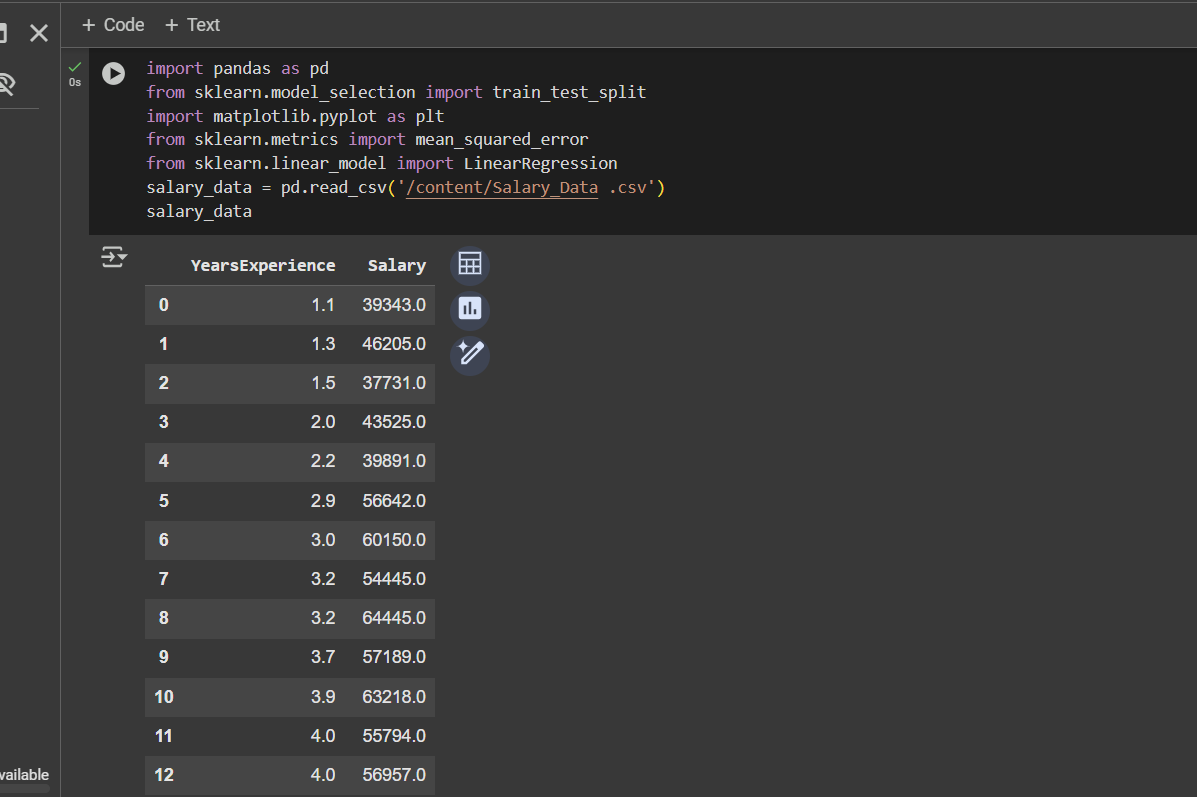 + Code + Text
0s
import pandas as pd
from sklearn.model_selection import train_test_split
import matplotlib.pyplot as plt
from sklearn.metrics import mean_squared_error
from sklearn.linear_model import LinearRegression
salary_data = pd.read_csv('/content/Salary_Data .csv')
salary_data
YearsExperience Salary
0 1.1 39343.0
1 1.3 46205.0
2 1.5 37731.0
3 2.0 43525.0
4 2.2 39891.0
5 2.9 56642.0
6 3.0 60150.0
7 3.2 54445.0
8 3.2 64445.0
9 3.7 57189.0
10 3.9 63218.0
11 4.0 55794.0
12 4.0 56957.0
vailable